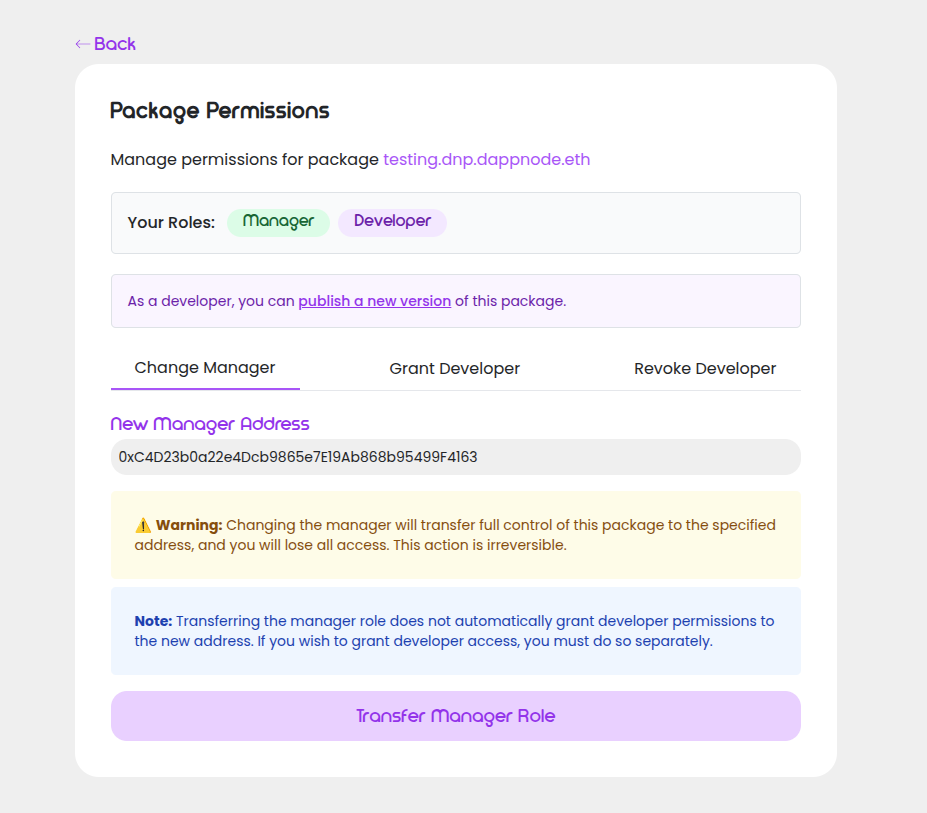 ← Back
Package Permissions
Manage permissions for package testing.dnp.dappnode.eth
Your Roles: Manager Developer
As a developer, you can publish a new version of this package.
Change Manager Grant Developer Revoke Developer
New Manager Address
0xC4D23b0a22e4Dcb9865e7E19Ab868b95499F4163
⚠️ Warning: Changing the manager will transfer full control of this package to the specified
address, and you will lose all access. This action is irreversible.
Note: Transferring the manager role does not automatically grant developer permissions to
the new address. If you wish to grant developer access, you must do so separately.
Transfer Manager Role